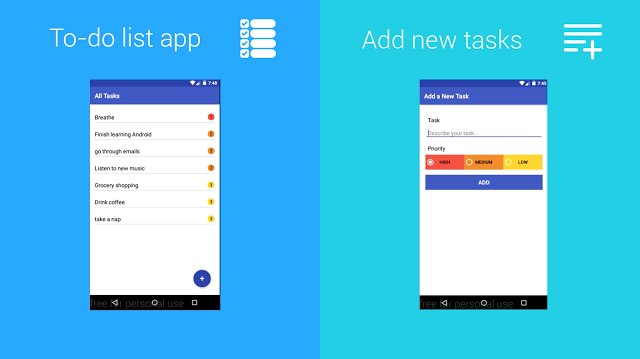 To-do list app
7:48
All Tasks
Breathe 1
Finish learning Android 2
go through emails 2
Listen to new music 2
Grocery shopping 3
Drink coffee 3
take a nap 3
+
free for personal use
Add new tasks
7:45
Add a New Task
Task
Describe your task...
Priority
HIGH MEDIUM LOW
ADD
free for personal use